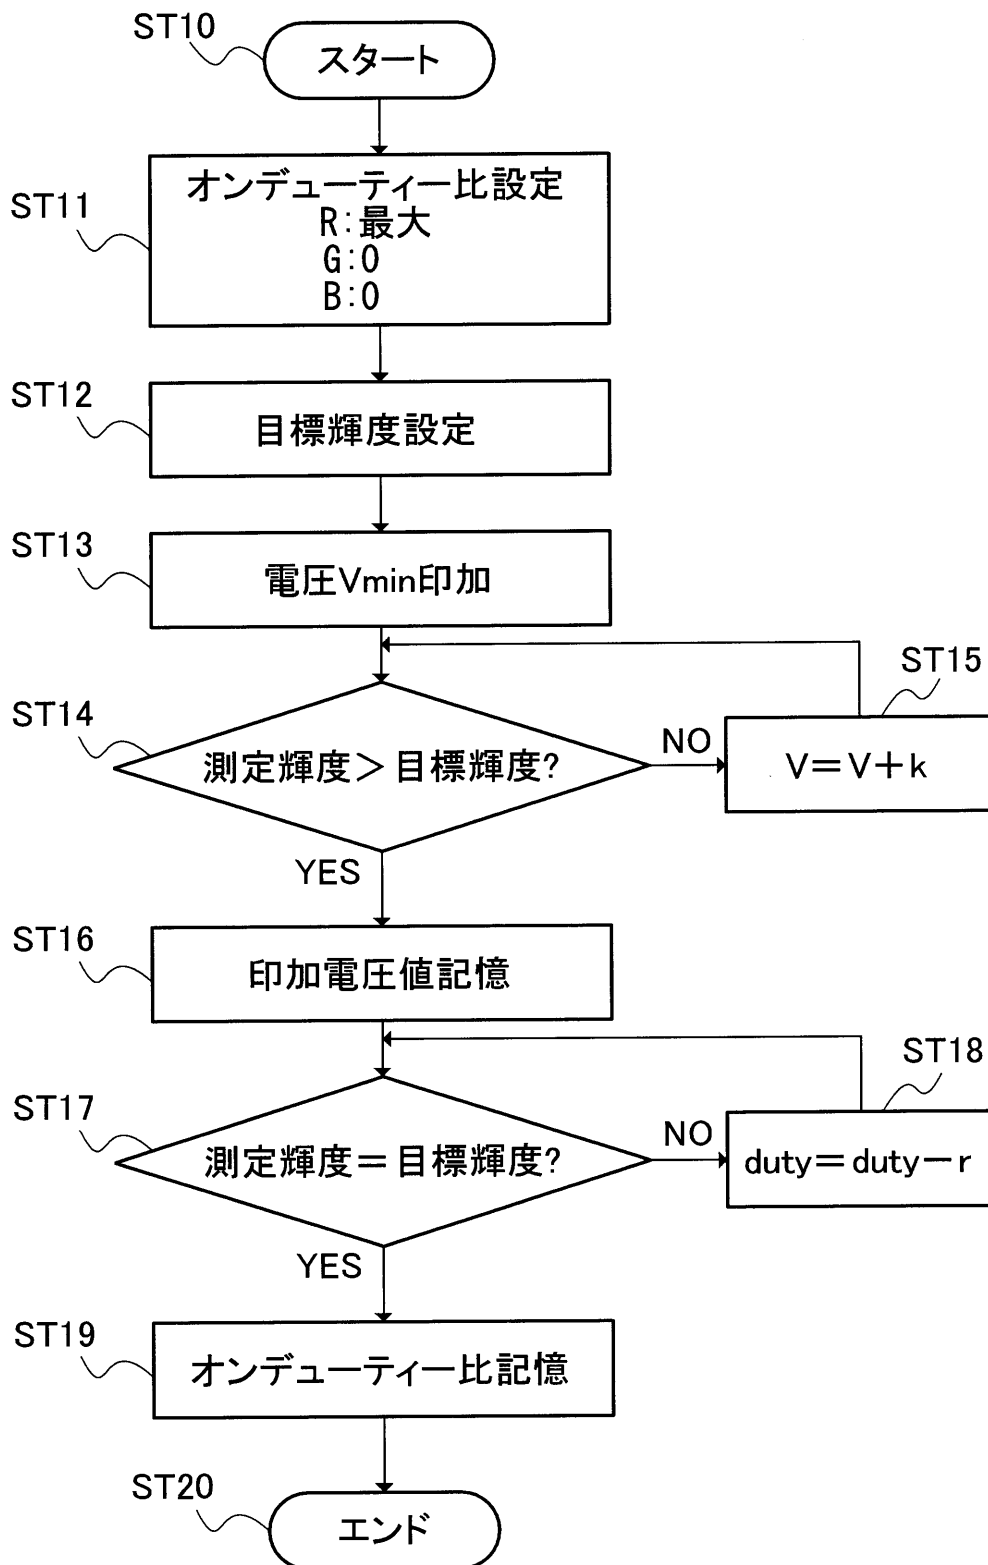 ST10
スタート
ST11
オンデューティー比設定
R:最大
G:0
B:0
ST12
目標輝度設定
ST13
電圧Vmin印加
ST14
測定輝度>目標輝度?
NO
ST15
V=V+k
YES
ST16
印加電圧値記憶
ST17
測定輝度=目標輝度?
NO
ST18
duty=duty-r
YES
ST19
オンデューティー比記憶
ST20
エンド